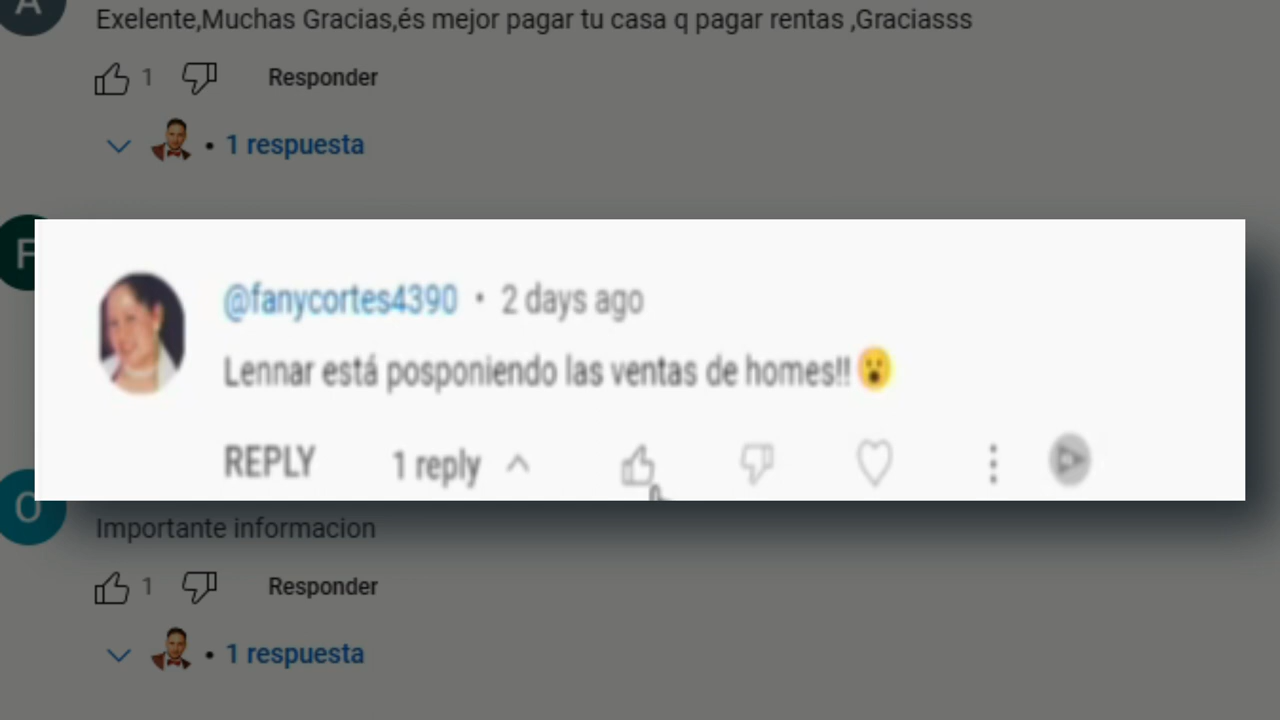 A
Exelente,Muchas Gracias,és mejor pagar tu casa q pagar rentas ,Graciasss
1 Responder
• 1 respuesta
F
@fanycortes4390 • 2 days ago
Lennar está posponiendo las ventas de homes!!😮
REPLY 1 reply
O
Importante informacion
1 Responder
• 1 respuesta